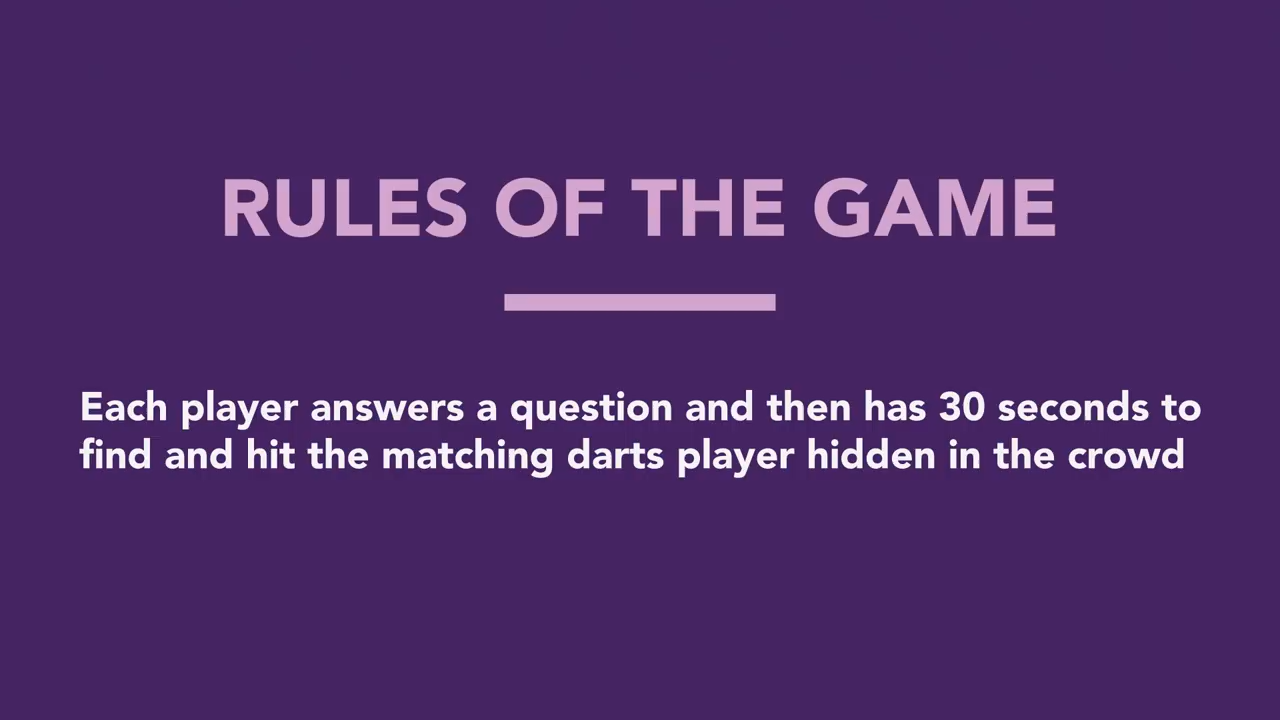 RULES OF THE GAME
Each player answers a question and then has 30 seconds to
find and hit the matching darts player hidden in the crowd